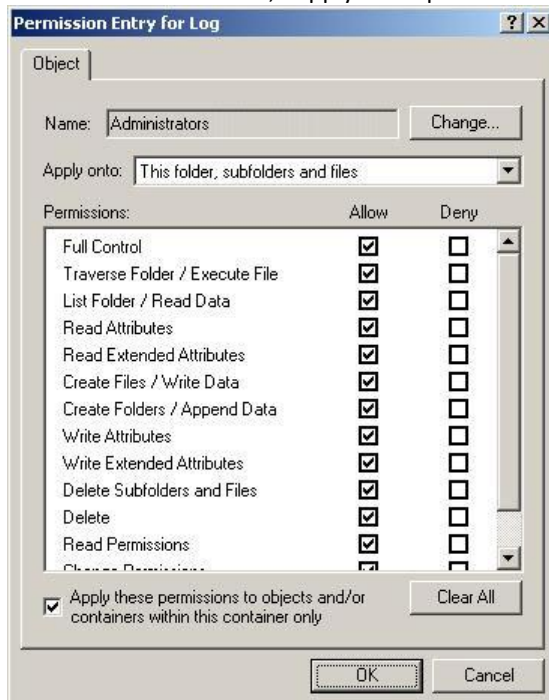 Permission Entry for Log
Object
Name: Administrators Change...
Apply onto: This folder, subfolders and files
Permissions: Allow Deny
Full Control
Traverse Folder / Execute File
List Folder / Read Data
Read Attributes
Read Extended Attributes
Create Files / Write Data
Create Folders / Append Data
Write Attributes
Write Extended Attributes
Delete Subfolders and Files
Delete
Read Permissions
Change Permissions
Apply these permissions to objects and/or
containers within this container only
Clear All
OK Cancel